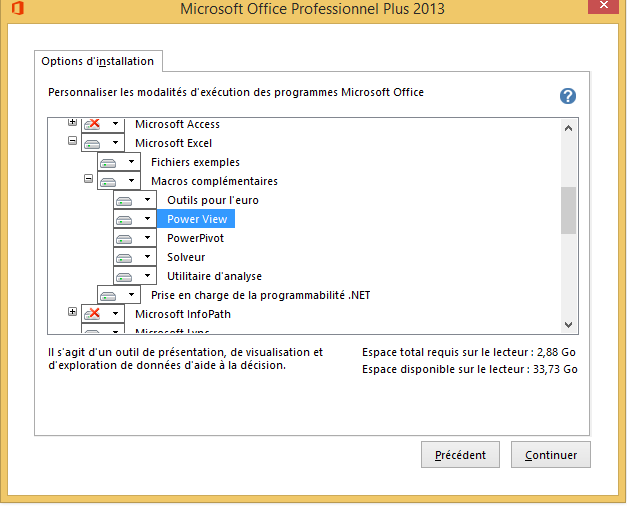 Microsoft Office Professionnel Plus 2013
Options d'installation
Personnaliser les modalités d'exécution des programmes Microsoft Office
Microsoft Access
Microsoft Excel
Fichiers exemples
Macros complémentaires
Outils pour l'euro
Power View
PowerPivot
Solveur
Utilitaire d'analyse
Prise en charge de la programmabilité .NET
Microsoft InfoPath
Microsoft Lync
Il s'agit d'un outil de présentation, de visualisation et
d'exploration de données d'aide à la décision.
Espace total requis sur le lecteur : 2,88 Go
Espace disponible sur le lecteur : 33,73 Go
Précédent
Continuer